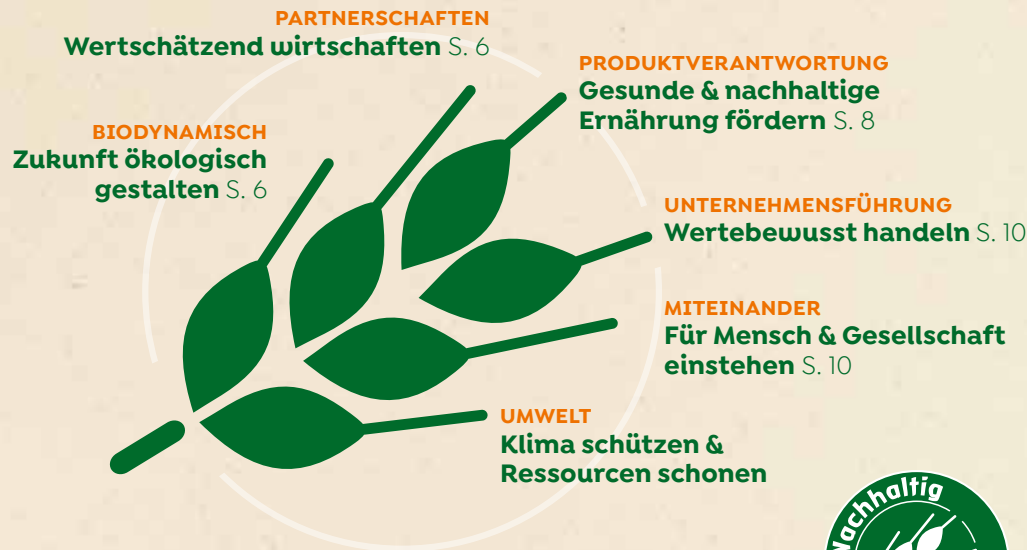 PARTNERSCHAFTEN
Wertschätzend wirtschaften S. 6
PRODUKTVERANTWORTUNG
Gesunde & nachhaltige
Ernährung fördern S. 8
BIODYNAMISCH
Zukunft ökologisch
gestalten S. 6
UNTERNEHMENSFÜHRUNG
Wertebewusst handeln S. 10
MITEINANDER
Für Mensch & Gesellschaft
einstehen S. 10
UMWELT
Klima schützen &
Ressourcen schonen
Nachhaltig